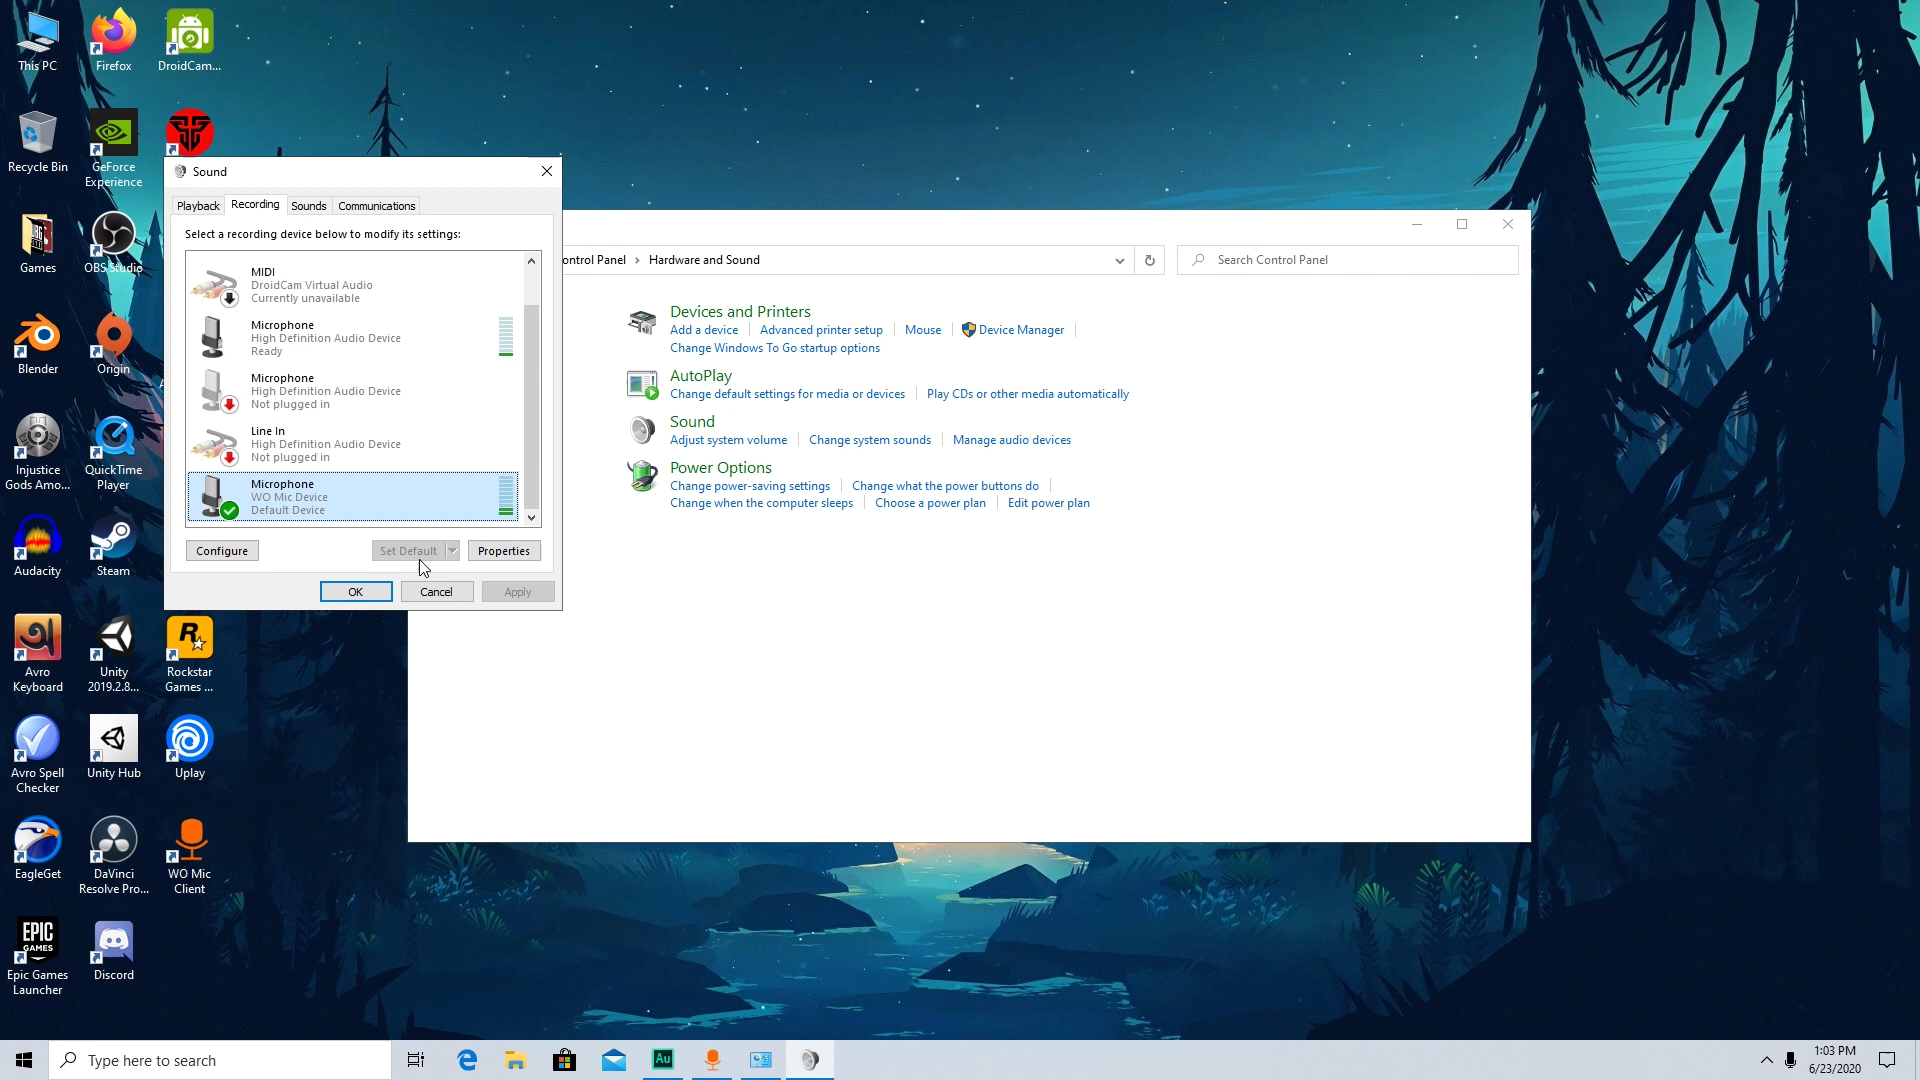 This PC
Firefox
DroidCam...
Recycle Bin
GeForce
Experience
Games
OBS Studio
Blender
Origin
Injustice
Gods Amo...
QuickTime
Player
Audacity
Steam
Avro
Keyboard
Unity
2019.2.8...
Rockstar
Games ...
Avro Spell
Checker
Unity Hub
Uplay
EagleGet
DaVinci
Resolve Pro...
WO Mic
Client
EPIC
GAMES
Epic Games
Launcher
Discord
Sound
Playback
Recording
Sounds
Communications
Select a recording device below to modify its settings:
MIDI
DroidCam Virtual Audio
Currently unavailable
Microphone
High Definition Audio Device
Ready
Microphone
High Definition Audio Device
Not plugged in
Line In
High Definition Audio Device
Not plugged in
Microphone
WO Mic Device
Default Device
Configure
Set Default
Properties
OK
Cancel
Apply
ontrol Panel > Hardware and Sound
Search Control Panel
Devices and Printers
Add a device
Advanced printer setup
Mouse
Device Manager
Change Windows To Go startup options
AutoPlay
Change default settings for media or devices
Play CDs or other media automatically
Sound
Adjust system volume
Change system sounds
Manage audio devices
Power Options
Change power-saving settings
Change what the power buttons do
Change when the computer sleeps
Choose a power plan
Edit power plan
Type here to search
Au
1:03 PM
6/23/2020